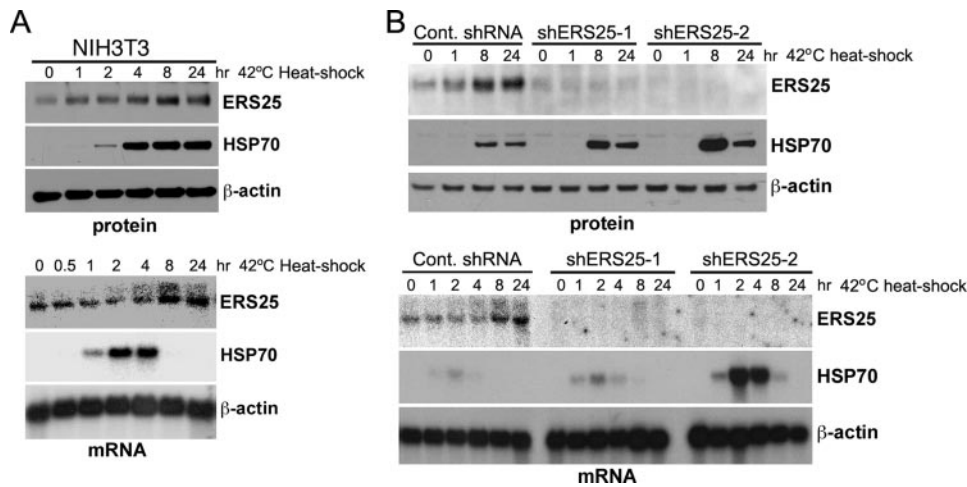 A
NIH3T3
0 1 2 4 8 24 hr 42ºC Heat-shock
ERS25
HSP70
β-actin
protein
0 0.5 1 2 4 8 24 hr 42ºC Heat-shock
ERS25
HSP70
β-actin
mRNA
B
Cont. shRNA shERS25-1 shERS25-2
0 1 8 24 0 1 8 24 0 1 8 24 hr 42ºC heat-shock
ERS25
HSP70
β-actin
protein
Cont. shRNA shERS25-1 shERS25-2
0 1 2 4 8 24 0 1 2 4 8 24 0 1 2 4 8 24 hr 42ºC heat-shock
ERS25
HSP70
β-actin
mRNA